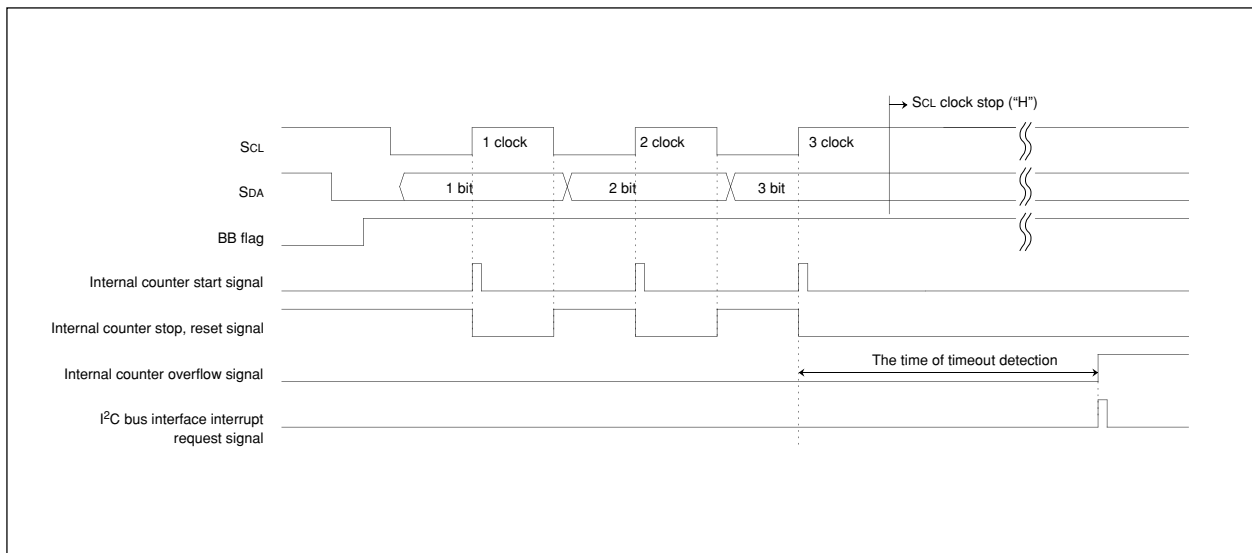 SCL clock stop (“H”)
SCL
1 clock
2 clock
3 clock
SDA
1 bit
2 bit
3 bit
BB flag
Internal counter start signal
Internal counter stop, reset signal
The time of timeout detection
Internal counter overflow signal
I²C bus interface interrupt
request signal